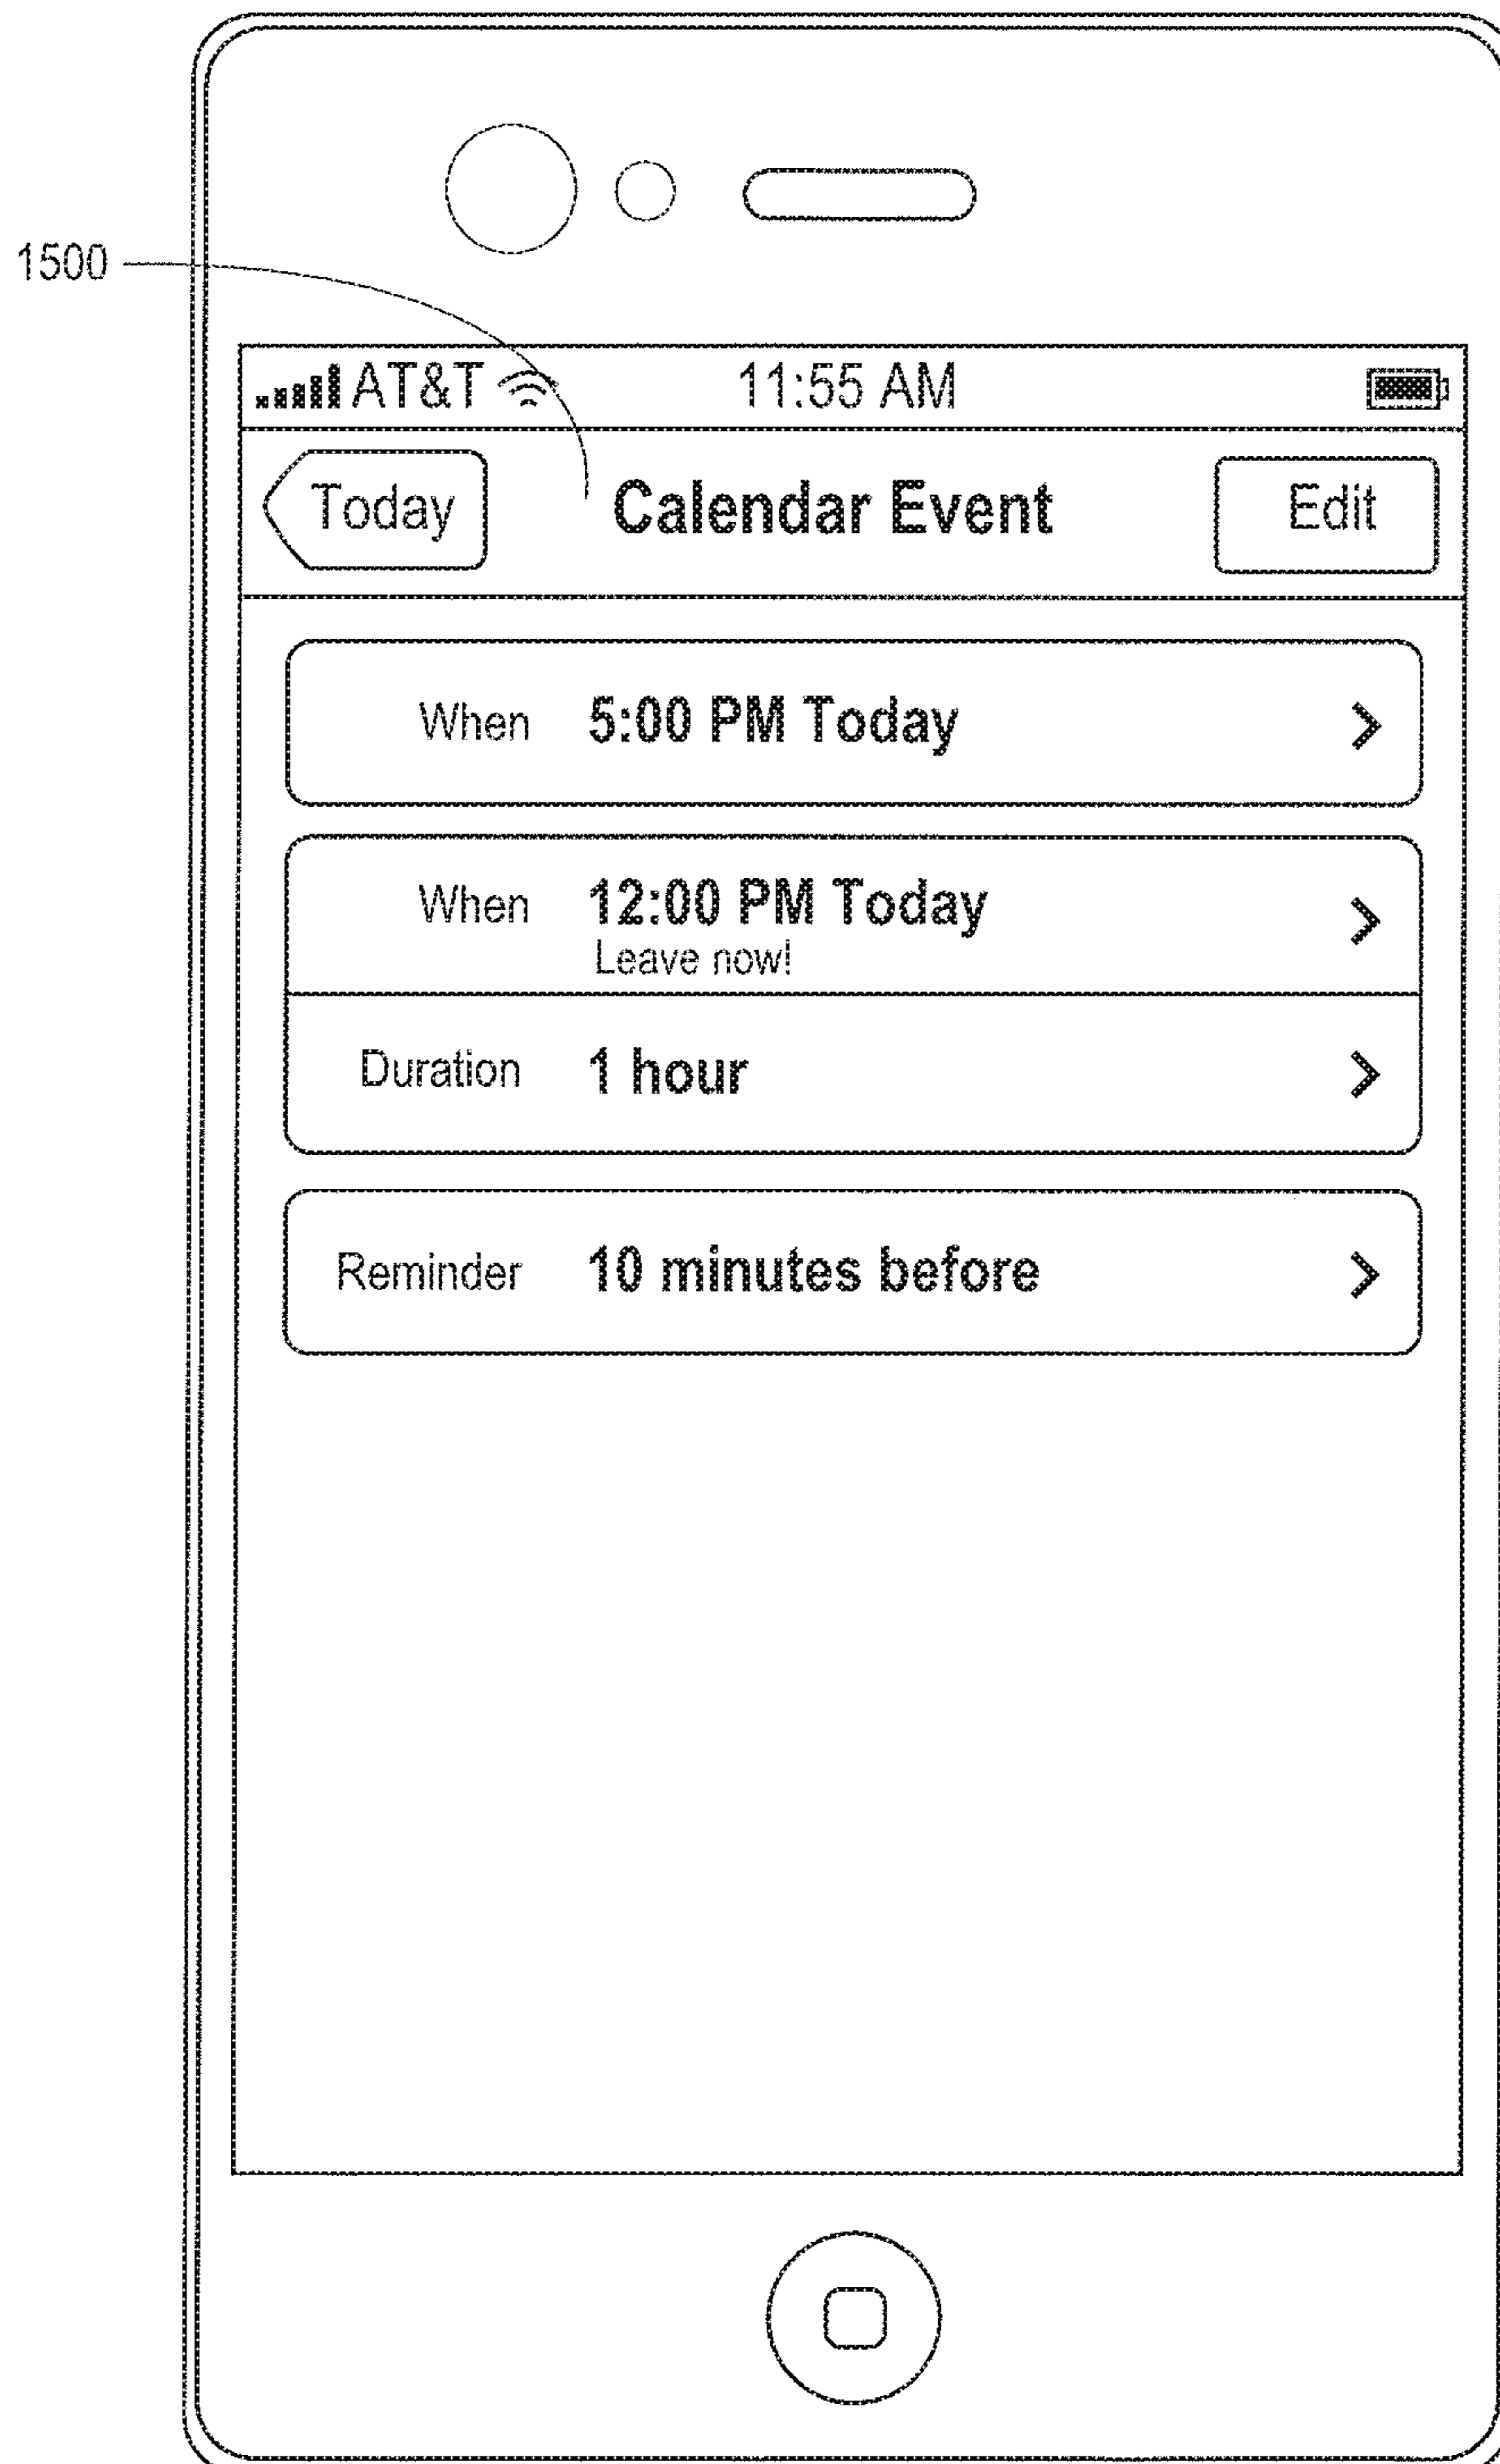 1500
AT&T 11:55 AM
Today Calendar Event Edit
When 5:00 PM Today
When 12:00 PM Today
Leave now!
Duration 1 hour
Reminder 10 minutes before